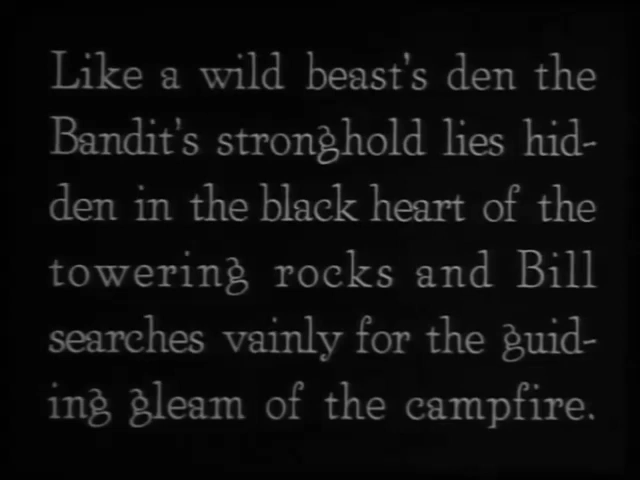 Like a wild beast's den the
Bandit's stronghold lies hid-
den in the black heart of the
towering rocks and Bill
searches vainly for the guid-
ing gleam of the campfire.